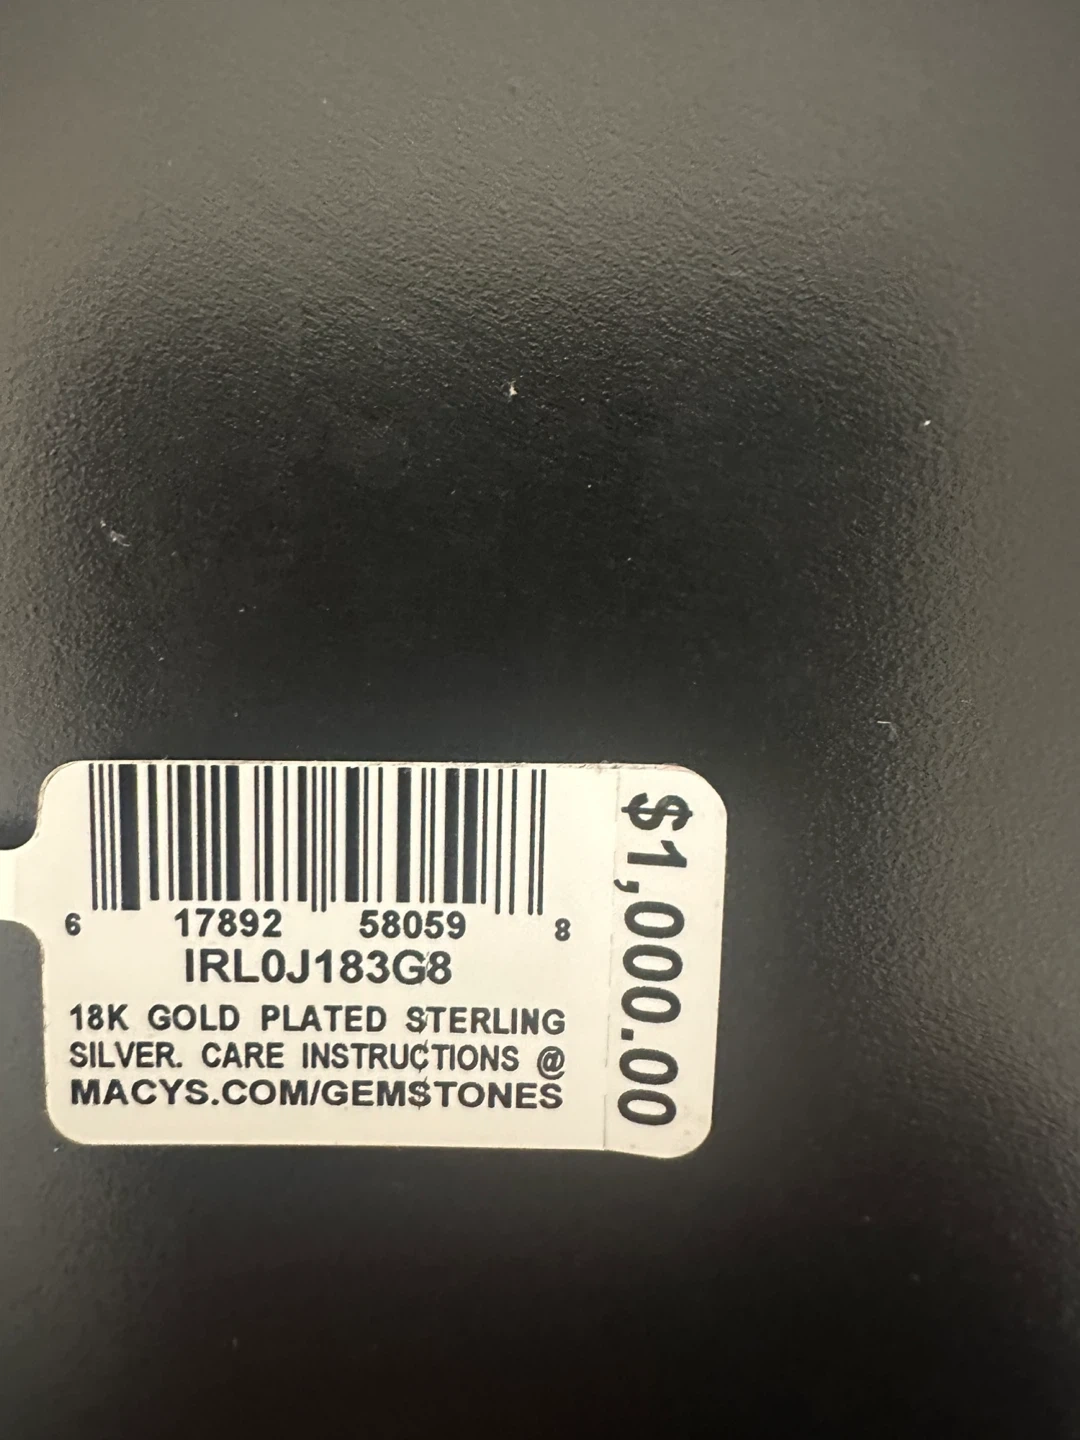 6 17892 58059 8
IRL0J183G8
18K GOLD PLATED STERLING
SILVER. CARE INSTRUCTIONS @
MACYS.COM/GEMSTONES
$1,000.00